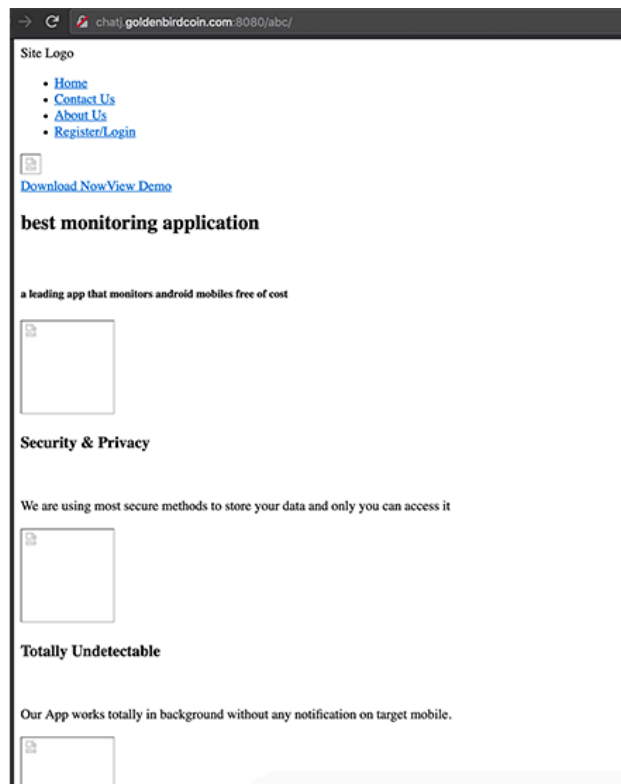 chatj.goldenbirdcoin.com:8080/abc/
Site Logo
Home
Contact Us
About Us
Register/Login
Download NowView Demo
best monitoring application
a leading app that monitors android mobiles free of cost
Security & Privacy
We are using most secure methods to store your data and only you can access it
Totally Undetectable
Our App works totally in background without any notification on target mobile.